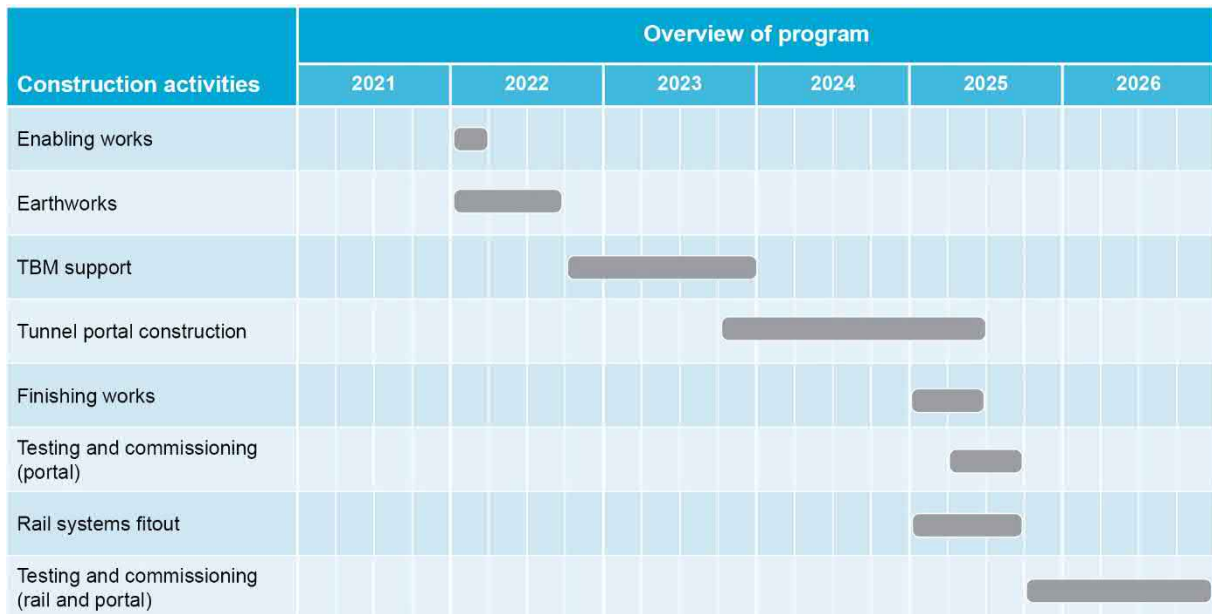 Overview of program
Construction activities
2021 2022 2023 2024 2025 2026
Enabling works
Earthworks
TBM support
Tunnel portal construction
Finishing works
Testing and commissioning
(portal)
Rail systems fitout
Testing and commissioning
(rail and portal)